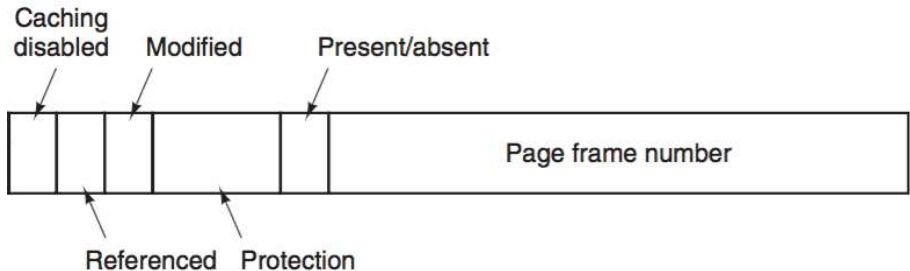 Caching
disabled
Modified
Present/absent
Page frame number
Referenced
Protection